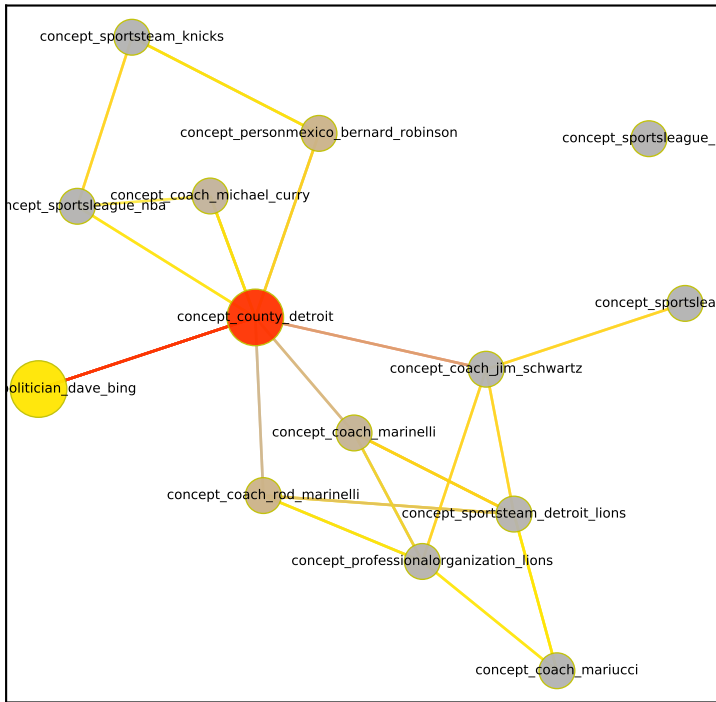 concept_sportsteam_knicks
concept_personmexico_bernard_robinson
concept_sportsleague_
concept_coach_michael_curry
ncept_sportsleague_nba
concept_sportslea
concept_county_detroit
concept_coach_jim_schwartz
politician_dave_bing
concept_coach_marinelli
concept_coach_rod_marinelli
concept_sportsteam_detroit_lions
concept_professionalorganization_lions
concept_coach_mariucci